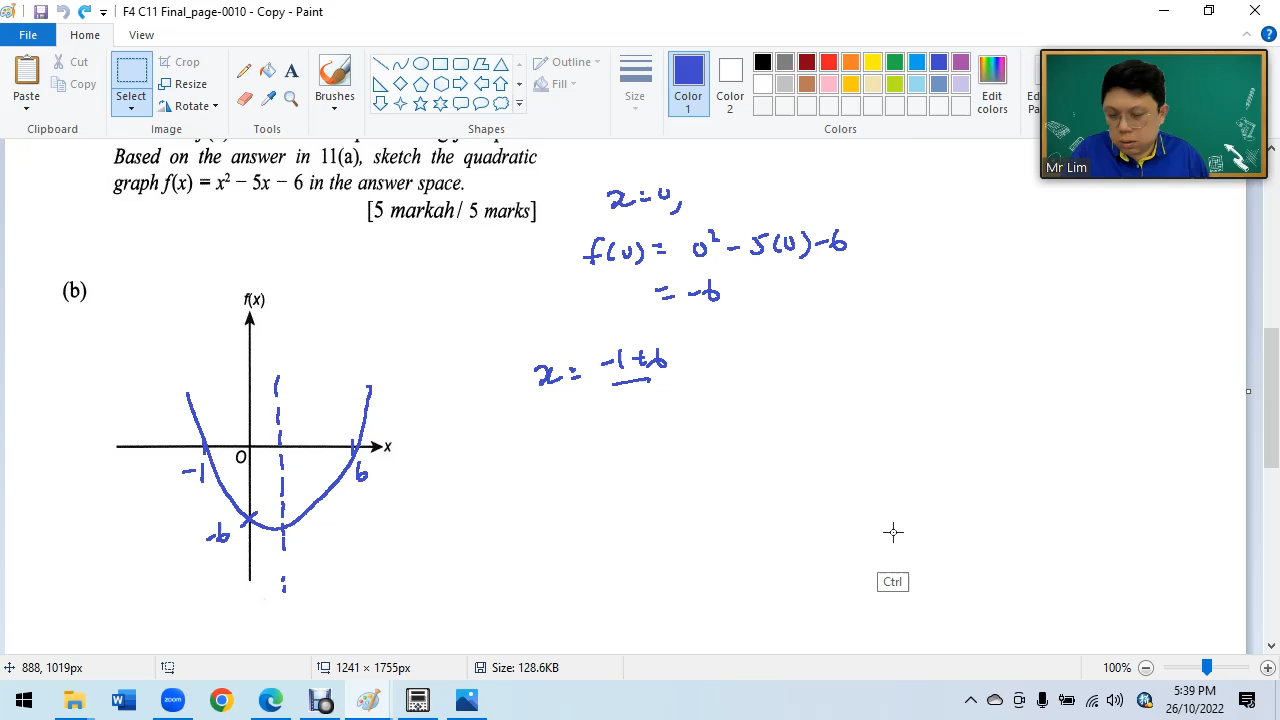 F4 C11 Final_page-0010 - Copy - Paint
File Home View
Paste
Cut
Copy
Clipboard
Select
Crop
Resize
Rotate
Image
Tools
Brushes
Shapes
Outline
Fill
Size
Color 1
Color 2
Edit colors
Colors
Mr Lim
Based on the answer in 11(a), sketch the quadratic
graph f(x) = x² − 5x − 6 in the answer space.
[5 markah/ 5 marks]
x = 0,
f(0) = 0² - 5(0) - 6
= -6
(b)
f(x)
x = -1 + 6
x
O
-1
6
-6
Ctrl
888, 1019px
1241 × 1755px
Size: 128.6KB
100%
5:39 PM
26/10/2022